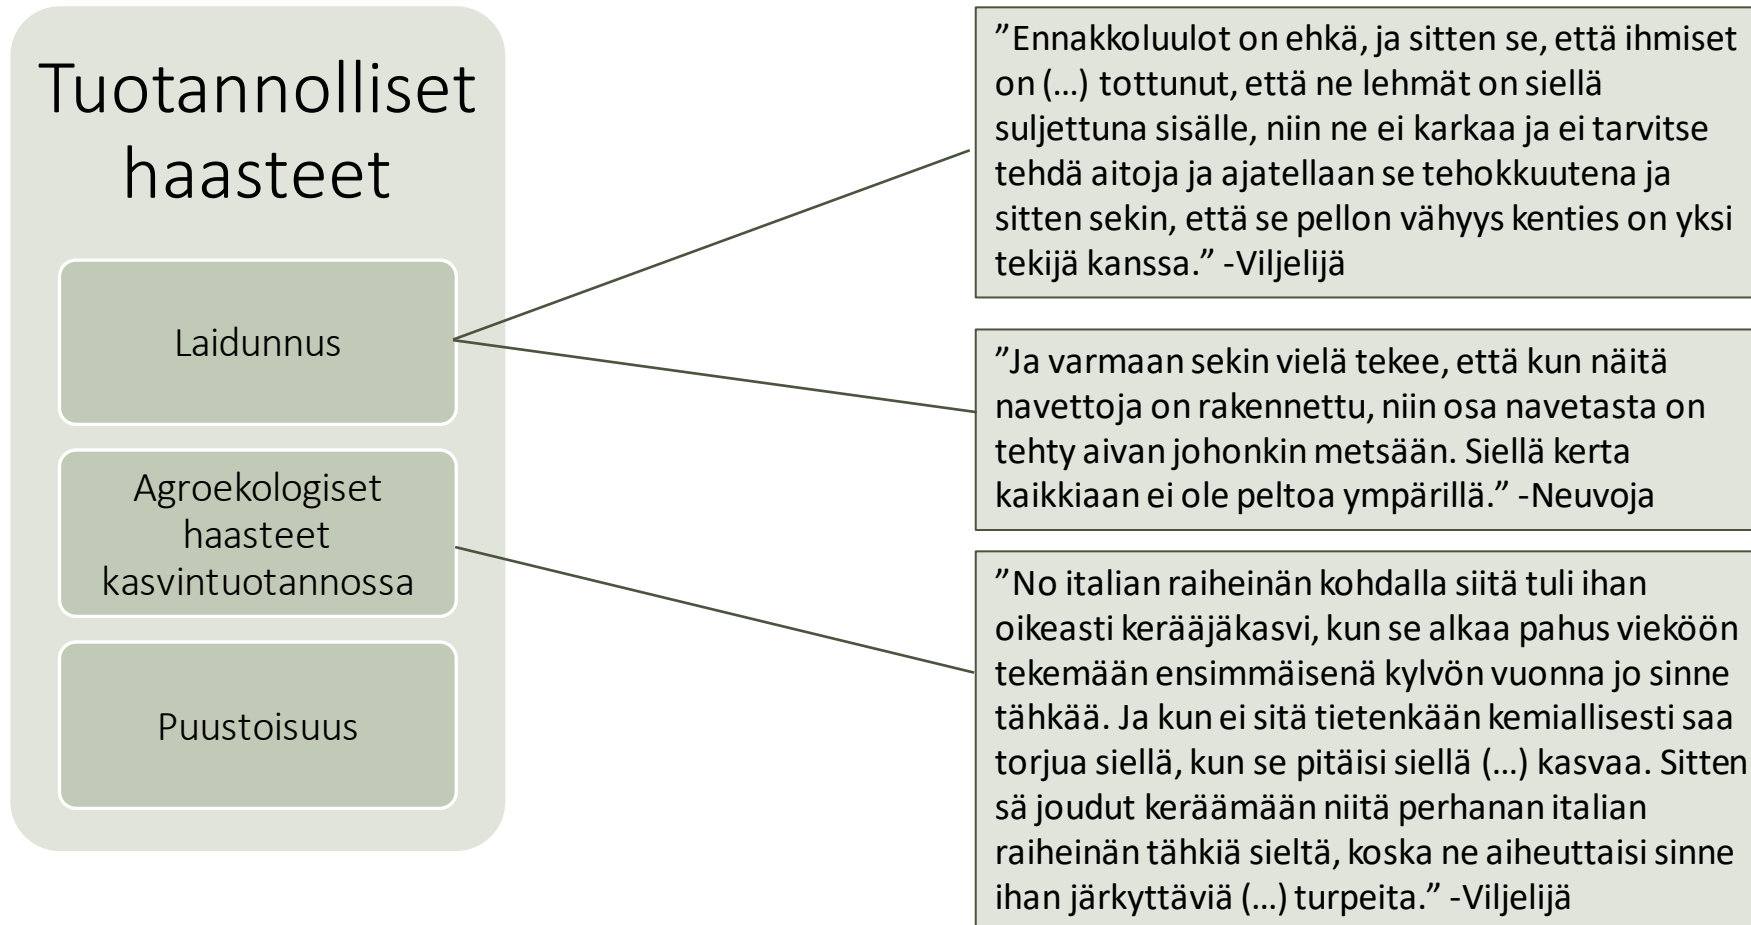 Tuotannolliset
haasteet
Laidunnus
Agroekologiset
haasteet
kasvintuotannossa
Puustoisuus
”Ennakkoluulot on ehkä, ja sitten se, että ihmiset
on (…) tottunut, että ne lehmät on siellä
suljettuna sisälle, niin ne ei karkaa ja ei tarvitse
tehdä aitoja ja ajatellaan se tehokkuutena ja
sitten sekin, että se pellon vähyys kenties on yksi
tekijä kanssa.” -Viljelijä
”Ja varmaan sekin vielä tekee, että kun näitä
navettoja on rakennettu, niin osa navetasta on
tehty aivan johonkin metsään. Siellä kerta
kaikkiaan ei ole peltoa ympärillä.” -Neuvoja
”No italian raiheinän kohdalla siitä tuli ihan
oikeasti kerääjäkasvi, kun se alkaa pahus vieköön
tekemään ensimmäisenä kylvön vuonna jo sinne
tähkää. Ja kun ei sitä tietenkään kemiallisesti saa
torjua siellä, kun se pitäisi siellä (…) kasvaa. Sitten
sä joudut keräämään niitä perhanan italian
raiheinän tähkiä sieltä, koska ne aiheuttaisi sinne
ihan järkyttäviä (…) turpeita.” -Viljelijä